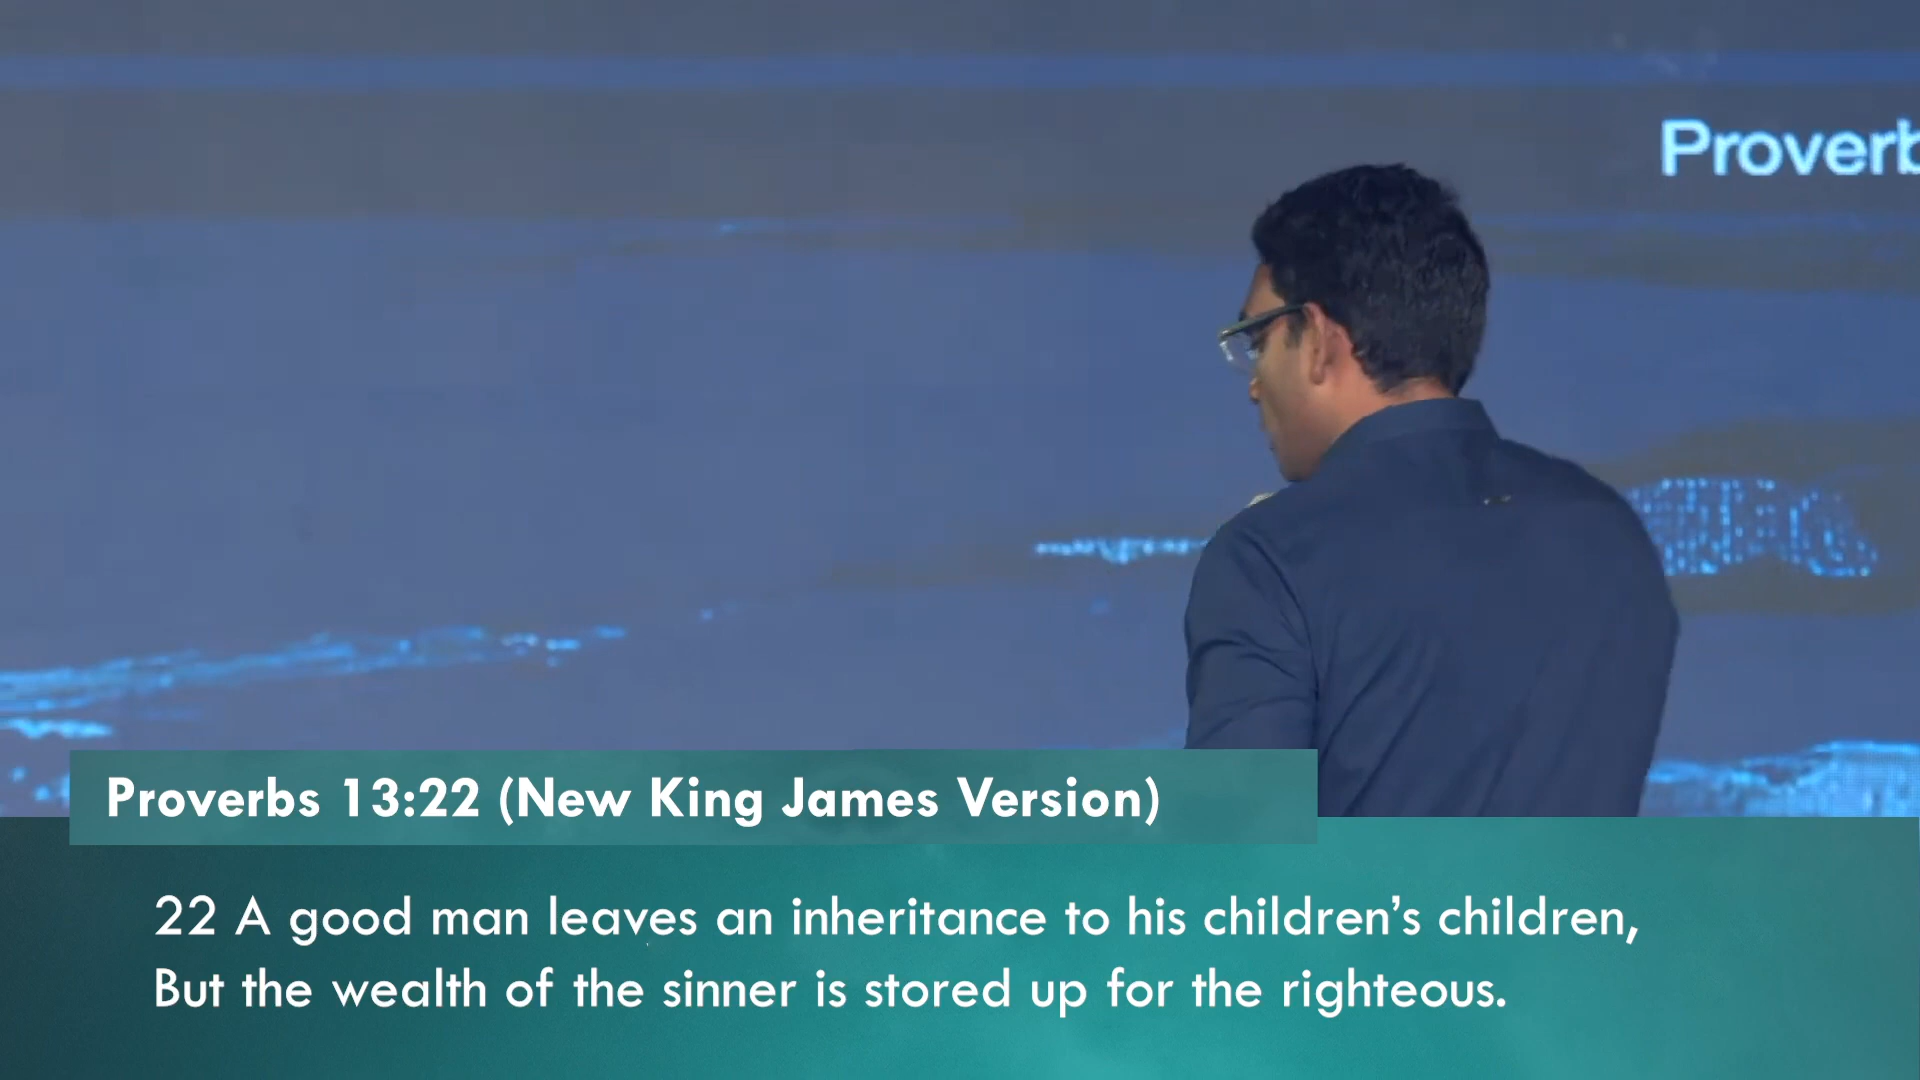 Proverb
Proverbs 13:22 (New King James Version)
22 A good man leaves an inheritance to his children’s children,
But the wealth of the sinner is stored up for the righteous.